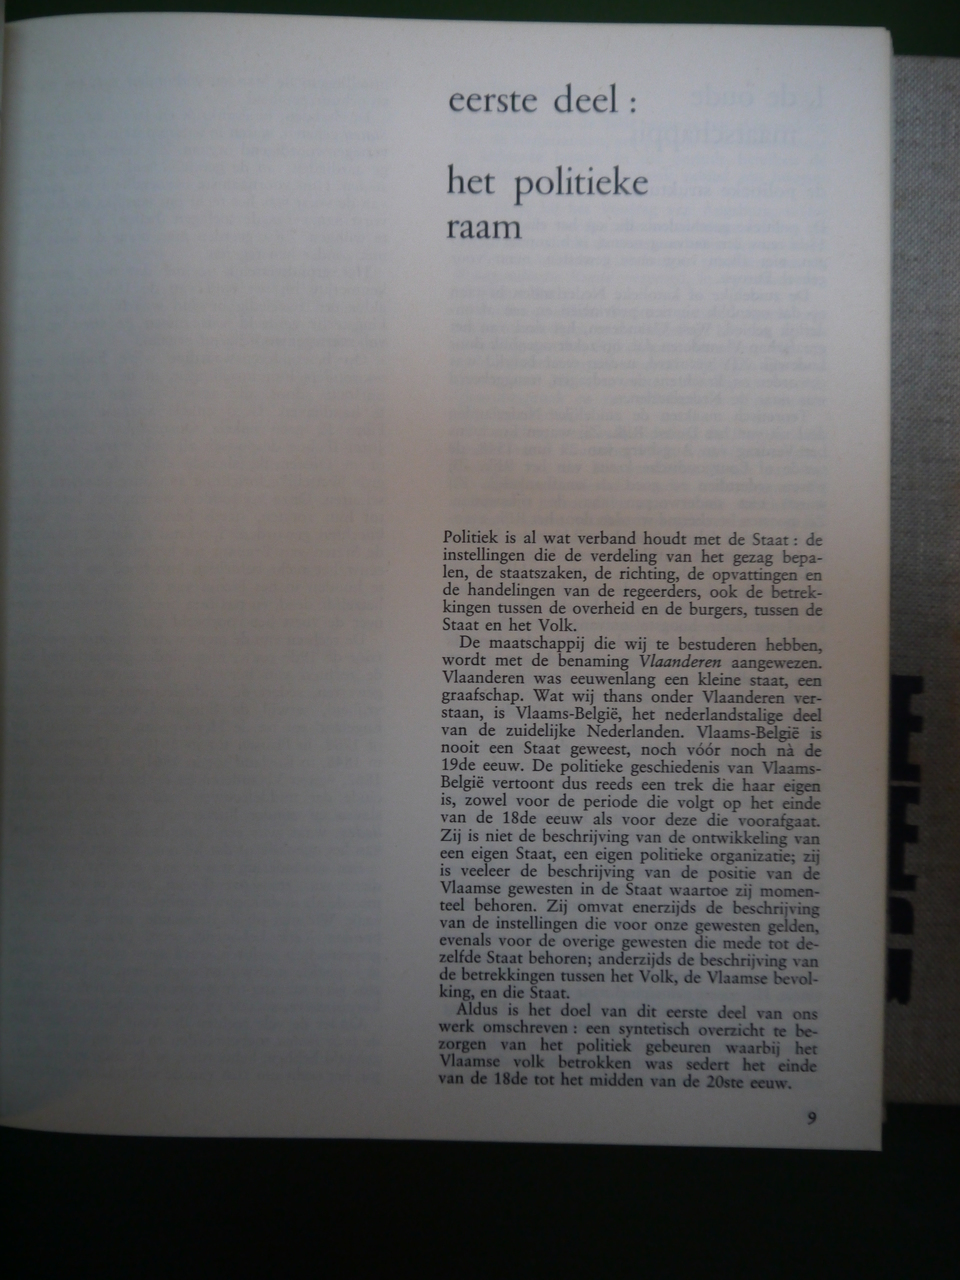 eerste deel :
het politieke
raam
Politiek is al wat verband houdt met de Staat : de
instellingen die de verdeling van het gezag bepa-
len, de staatszaken, de richting, de opvattingen en
de handelingen van de regeerders, ook de betrek-
kingen tussen de overheid en de burgers, tussen de
Staat en het Volk.
De maatschappij die wij te bestuderen hebben,
wordt met de benaming Vlaanderen aangewezen.
Vlaanderen was eeuwenlang een kleine staat, een
graafschap. Wat wij thans onder Vlaanderen ver-
staan, is Vlaams-België, het nederlandstalige deel
van de zuidelijke Nederlanden. Vlaams-België is
nooit een Staat geweest, noch vóór noch nà de
19de eeuw. De politieke geschiedenis van Vlaams-
België vertoont dus reeds een trek die haar eigen
is, zowel voor de periode die volgt op het einde
van de 18de eeuw als voor deze die voorafgaat.
Zij is niet de beschrijving van de ontwikkeling van
een eigen Staat, een eigen politieke organizatie; zij
is veeleer de beschrijving van de positie van de
Vlaamse gewesten in de Staat waartoe zij momen-
teel behoren. Zij omvat enerzijds de beschrijving
van de instellingen die voor onze gewesten gelden,
evenals voor de overige gewesten die mede tot de-
zelfde Staat behoren; anderzijds de beschrijving van
de betrekkingen tussen het Volk, de Vlaamse bevol-
king, en die Staat.
Aldus is het doel van dit eerste deel van ons
werk omschreven : een syntetisch overzicht te be-
zorgen van het politiek gebeuren waarbij het
Vlaamse volk betrokken was sedert het einde
van de 18de tot het midden van de 20ste eeuw.
9